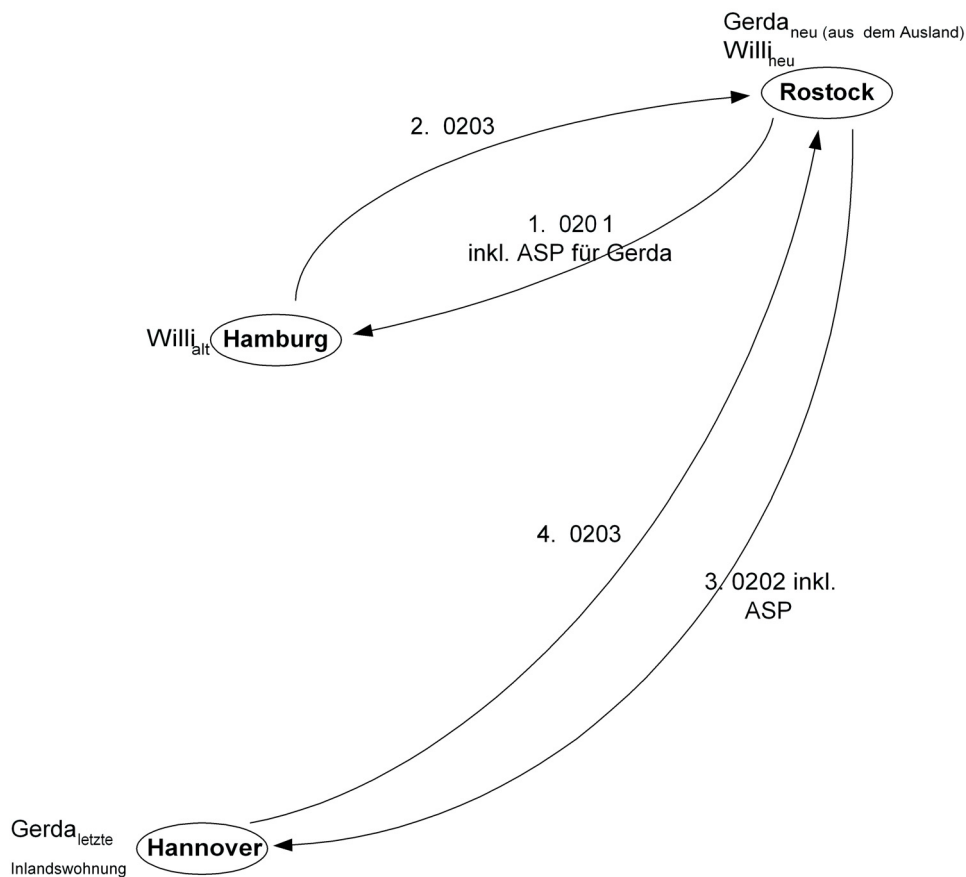 Gerda neu (aus dem Ausland)
Willi neu
Rostock
2. 0203
1. 020 1
inkl. ASP für Gerda
Willi alt Hamburg
4. 0203
3. 0202 inkl.
ASP
Gerda letzte
Inlandswohnung
Hannover